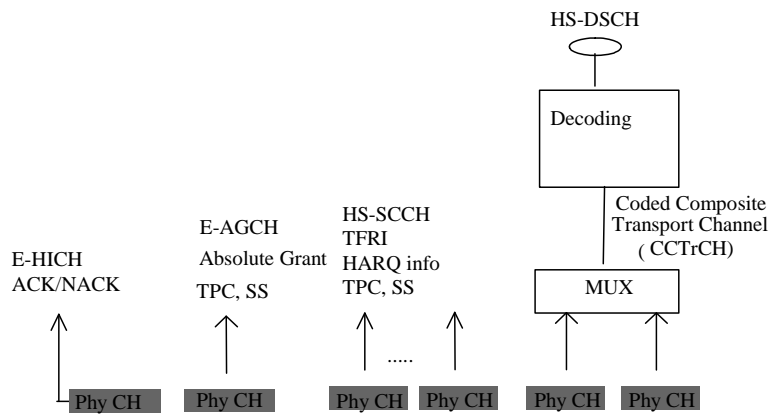 HS-DSCH
Decoding
Coded Composite
Transport Channel
( CCTrCH)
MUX
HS-SCCH
TFRI
HARQ info
TPC, SS
E-AGCH
Absolute Grant
TPC, SS
E-HICH
ACK/NACK
.....
Phy CH
Phy CH
Phy CH
Phy CH
Phy CH
Phy CH